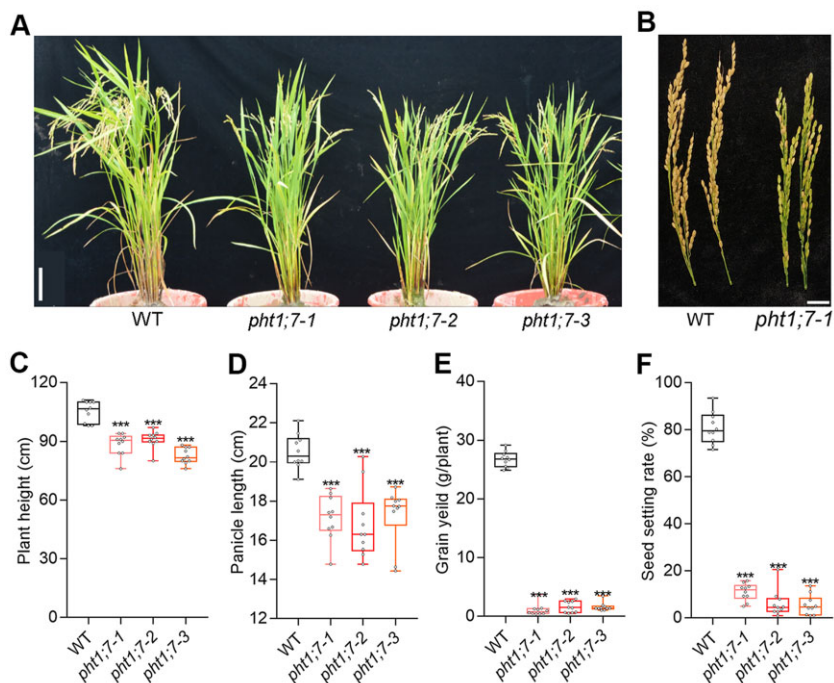 A
B
WT
pht1;7-1
pht1;7-2
pht1;7-3
WT
pht1;7-1
C
D
E
F
120
90
60
30
0
Plant height (cm)
***
***
***
WT
pht1;7-1
pht1;7-2
pht1;7-3
24
22
20
18
16
14
12
Panicle length (cm)
***
***
***
WT
pht1;7-1
pht1;7-2
pht1;7-3
40
30
20
10
0
Grain yeild (g/plant)
***
***
***
WT
pht1;7-1
pht1;7-2
pht1;7-3
100
80
60
40
20
0
Seed setting rate (%)
***
***
***
WT
pht1;7-1
pht1;7-2
pht1;7-3